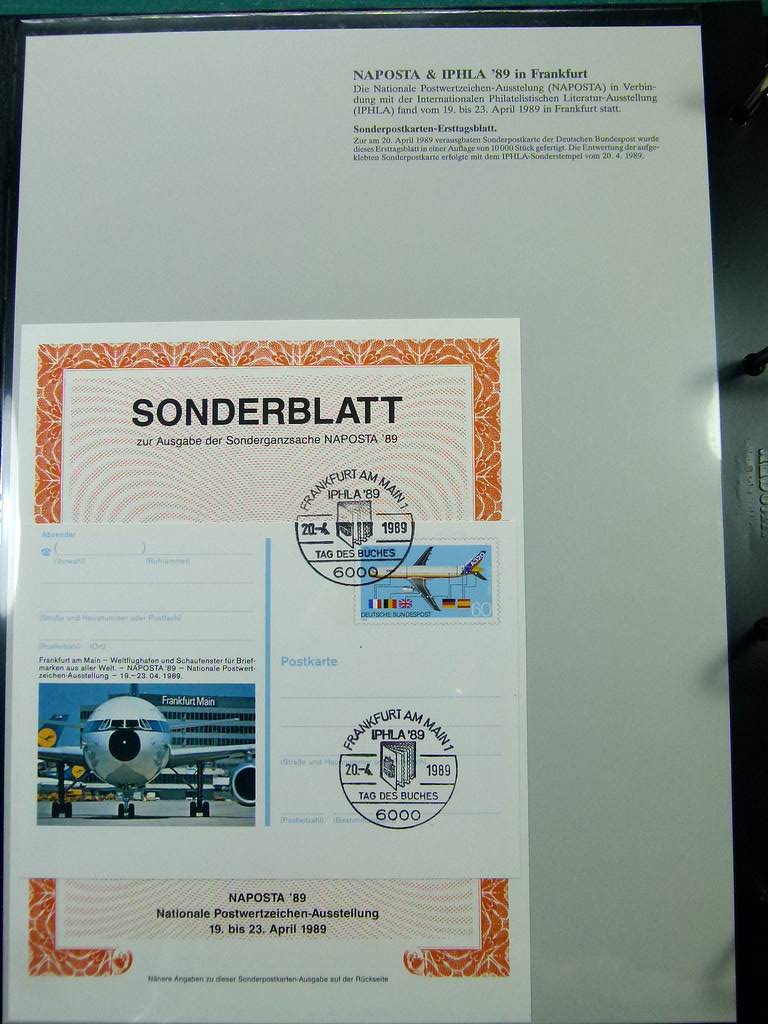 NAPOSTA & IPHLA '89 in Frankfurt
Die Nationale Postwertzeichen-Ausstelung (NAPOSTA) in Verbin-
dung mit der Internationalen Philatelistischen Literatur-Ausstellung
(IPHLA) fand vom 19. bis 23. April 1989 in Frankfurt statt.
Sonderpostkarten-Ersttagsblatt.
Zur am 20. April 1989 verausgabten Sonderpostkarte der Deutschen Bundespost wurde
dieses Ersttagsblatt in einer Auflage von 10 000 Stück gefertigt. Die Entwertung der aufge-
klebten Sonderpostkarte erfolgte mit dem IPHLA-Sonderstempel vom 20. 4. 1989.
SONDERBLATT
zur Ausgabe der Sonderganzsache NAPOSTA '89
FRANKFURT AM MAIN 1
IPHLA '89
20.-4. 1989
TAG DES BUCHES
6000
DEUTSCHE BUNDESPOST
60
Absender
(Vorwahl) (Rufnummer)
(Straße und Hausnummer oder Postfach)
(Postleitzahl) (Ort)
Frankfurt am Main – Weltflughafen und Schaufenster für Brief-
marken aus aller Welt. – NAPOSTA '89 – Nationale Postwert-
zeichen-Ausstellung – 19.–23. 04. 1989.
Frankfurt Main
Postkarte
FRANKFURT AM MAIN 1
IPHLA '89
20.-4. 1989
TAG DES BUCHES
6000
(Straße und
(Postleitzahl)
NAPOSTA '89
Nationale Postwertzeichen-Ausstellung
19. bis 23. April 1989
Nähere Angaben zu dieser Sonderpostkarten-Ausgabe auf der Rückseite